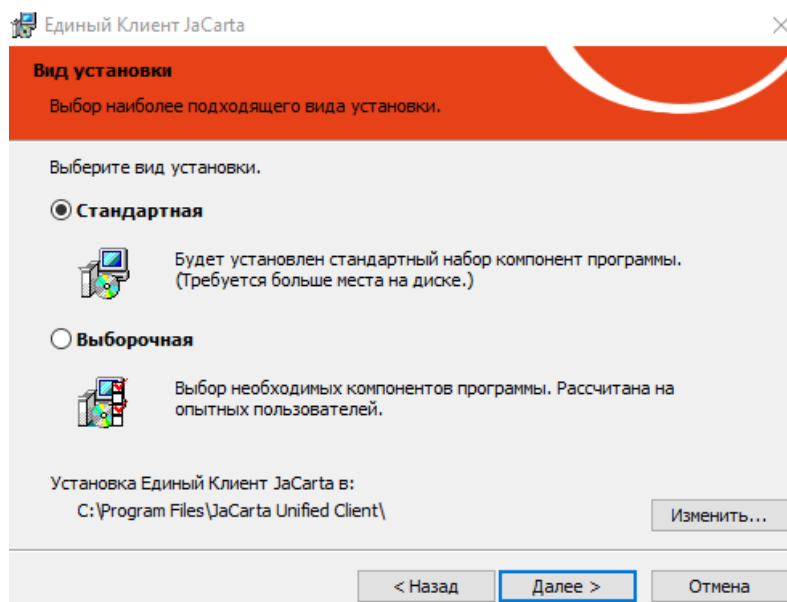 Единый Клиент JaCarta
Вид установки
Выбор наиболее подходящего вида установки.
Выберите вид установки.
Стандартная
Будет установлен стандартный набор компонент программы.
(Требуется больше места на диске.)
Выборочная
Выбор необходимых компонентов программы. Рассчитана на
опытных пользователей.
Установка Единый Клиент JaCarta в:
C:\Program Files\JaCarta Unified Client\
Изменить...
< Назад
Далее >
Отмена